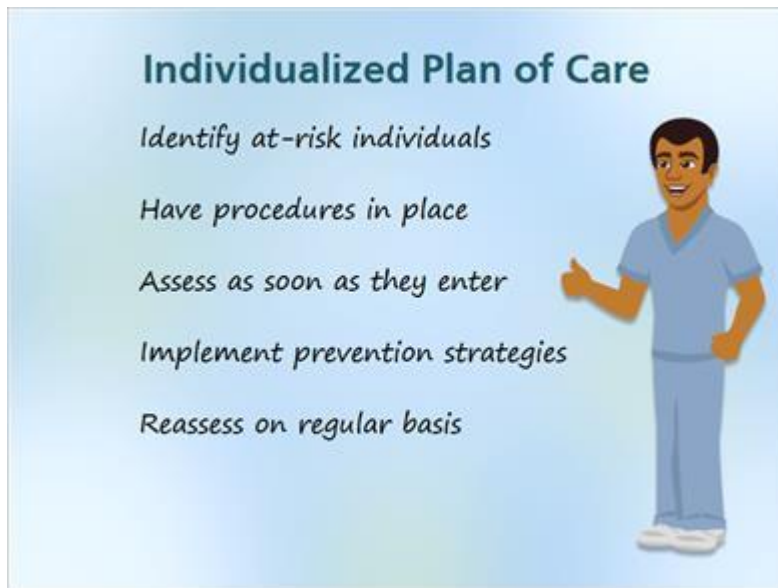 Individualized Plan of Care
Identify at-risk individuals
Have procedures in place
Assess as soon as they enter
Implement prevention strategies
Reassess on regular basis